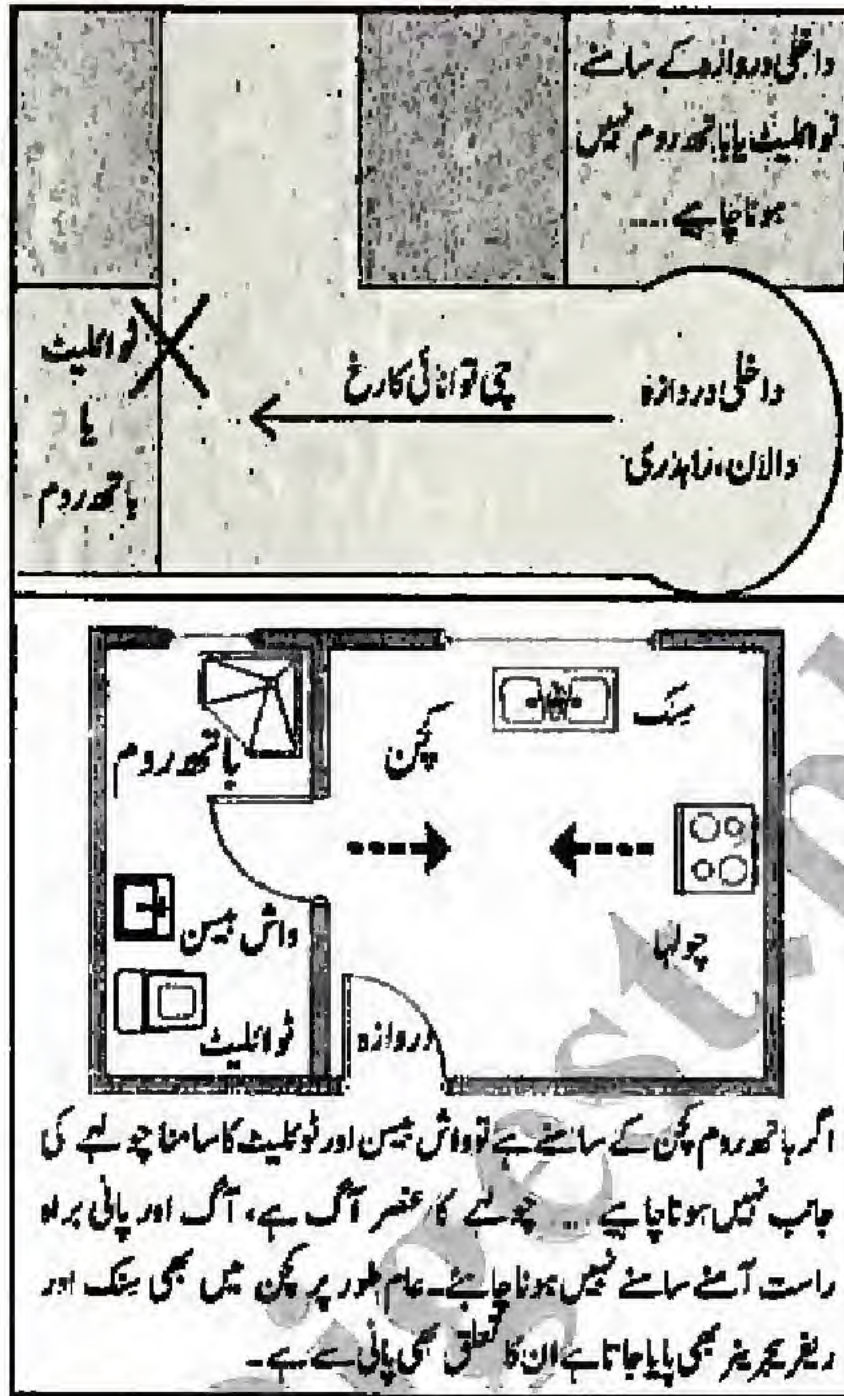 داخلی دروازہ کے سامنے
ٹوائلیٹ یا باتھ روم نہیں
ہونا چاہیے ....
ٹوائلیٹ
یا
باتھ روم
چی توانائی کا رخ
داخلی دروازہ
دالان، راہداری
باتھ روم
کچن
سنک
واش بیسن
چولہا
ٹوائلیٹ
دروازہ
اگر باتھ روم کچن کے سامنے ہے تو واش بیسن اور ٹوئلیٹ کا سامنا چولہے کی
جانب نہیں ہونا چاہیے .... چولہے کا عنصر آگ ہے، آگ اور پانی براہ
راست آمنے سامنے نہیں ہونا چاہئے۔ عام طور پر کچن میں بھی سنک اور
ریفریجریٹر بھی پایا جاتا ہے ان کا تعلق بھی پانی سے ہے۔